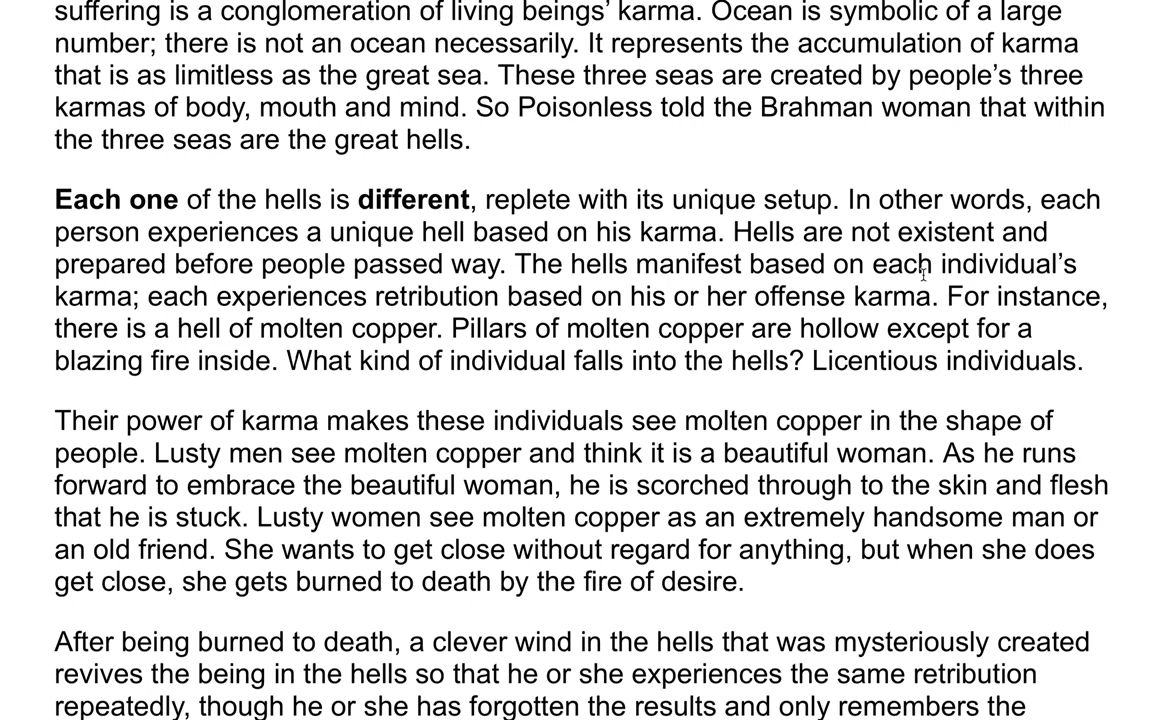 suffering is a conglomeration of living beings’ karma. Ocean is symbolic of a large
number; there is not an ocean necessarily. It represents the accumulation of karma
that is as limitless as the great sea. These three seas are created by people’s three
karmas of body, mouth and mind. So Poisonless told the Brahman woman that within
the three seas are the great hells.
Each one of the hells is different, replete with its unique setup. In other words, each
person experiences a unique hell based on his karma. Hells are not existent and
prepared before people passed way. The hells manifest based on each individual’s
karma; each experiences retribution based on his or her offense karma. For instance,
there is a hell of molten copper. Pillars of molten copper are hollow except for a
blazing fire inside. What kind of individual falls into the hells? Licentious individuals.
Their power of karma makes these individuals see molten copper in the shape of
people. Lusty men see molten copper and think it is a beautiful woman. As he runs
forward to embrace the beautiful woman, he is scorched through to the skin and flesh
that he is stuck. Lusty women see molten copper as an extremely handsome man or
an old friend. She wants to get close without regard for anything, but when she does
get close, she gets burned to death by the fire of desire.
After being burned to death, a clever wind in the hells that was mysteriously created
revives the being in the hells so that he or she experiences the same retribution
repeatedly, though he or she has forgotten the results and only remembers the